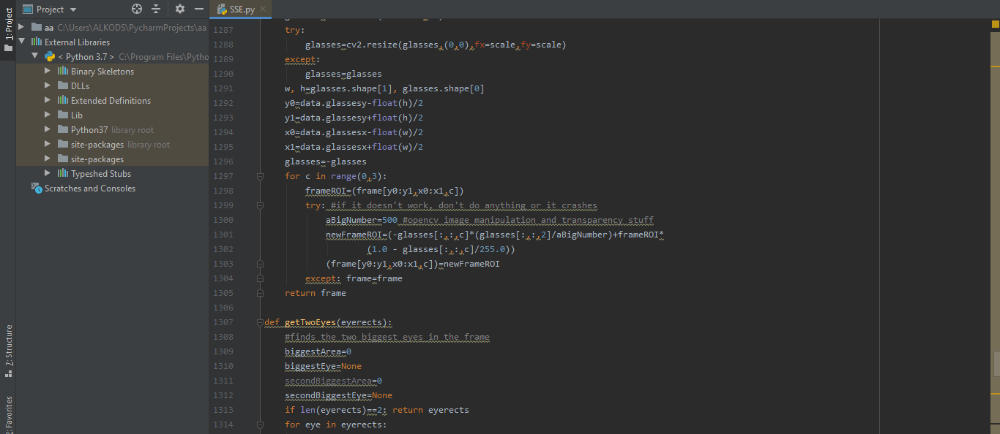 Project
SSE.py
1: Project
aa C:\Users\ALKODS\PycharmProjects\aa
External Libraries
< Python 3.7 > C:\Program Files\Pytho
Binary Skeletons
DLLs
Extended Definitions
Lib
Python37 library root
site-packages library root
site-packages
Typeshed Stubs
Scratches and Consoles
7: Structure
2: Favorites
1287 try:
1288 glasses=cv2.resize(glasses,(0,0),fx=scale,fy=scale)
1289 except:
1290 glasses=glasses
1291 w, h=glasses.shape[1], glasses.shape[0]
1292 y0=data.glassesy-float(h)/2
1293 y1=data.glassesy+float(h)/2
1294 x0=data.glassesx-float(w)/2
1295 x1=data.glassesx+float(w)/2
1296 glasses=-glasses
1297 for c in range(0,3):
1298 frameROI=(frame[y0:y1,x0:x1,c])
1299 try: #if it doesn't work, don't do anything or it crashes
1300 aBigNumber=500 #opencv image manipulation and transparency stuff
1301 newFrameROI=(-glasses[:,:,c]*(glasses[:,:,2]/aBigNumber)+frameROI*
1302 (1.0 - glasses[:,:,c]/255.0))
1303 (frame[y0:y1,x0:x1,c])=newFrameROI
1304 except: frame=frame
1305 return frame
1306
1307 def getTwoEyes(eyerects):
1308 #finds the two biggest eyes in the frame
1309 biggestArea=0
1310 biggestEye=None
1311 secondBiggestArea=0
1312 secondBiggestEye=None
1313 if len(eyerects)==2: return eyerects
1314 for eye in eyerects: